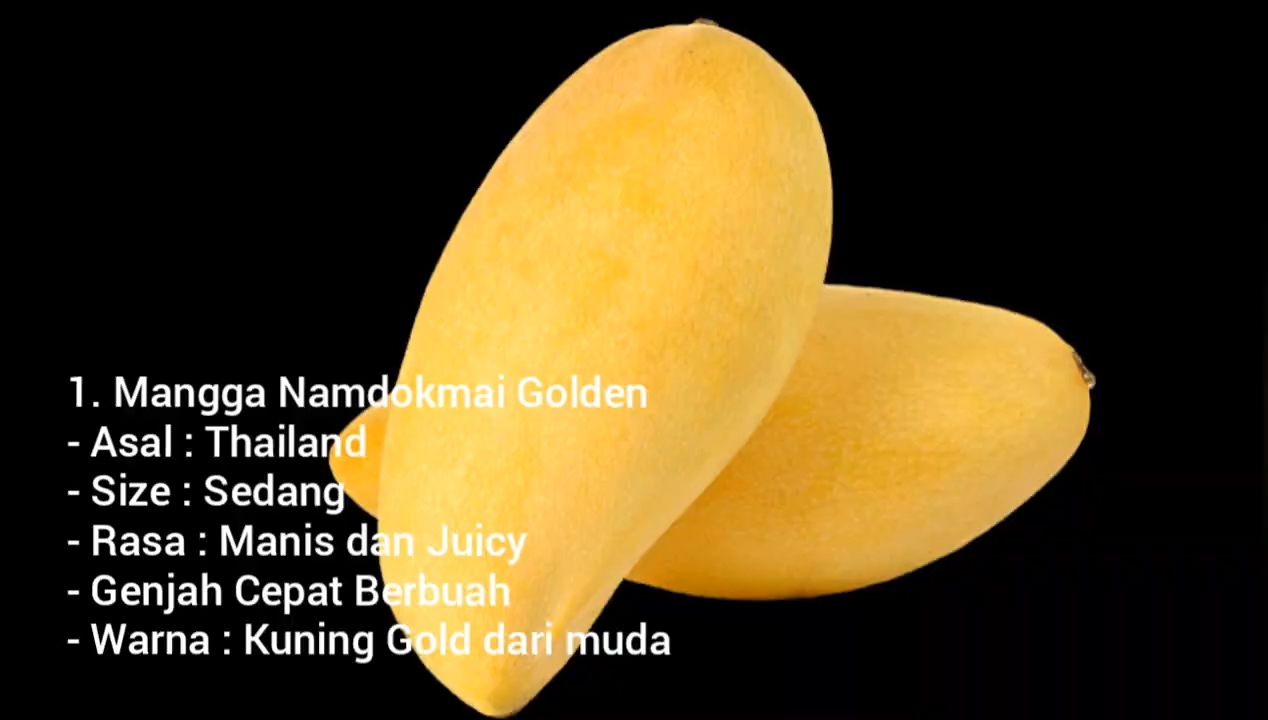 1. Mangga Namdokmai Golden
- Asal : Thailand
- Size : Sedang
- Rasa : Manis dan Juicy
- Genjah Cepat Berbuah
- Warna : Kuning Gold dari muda